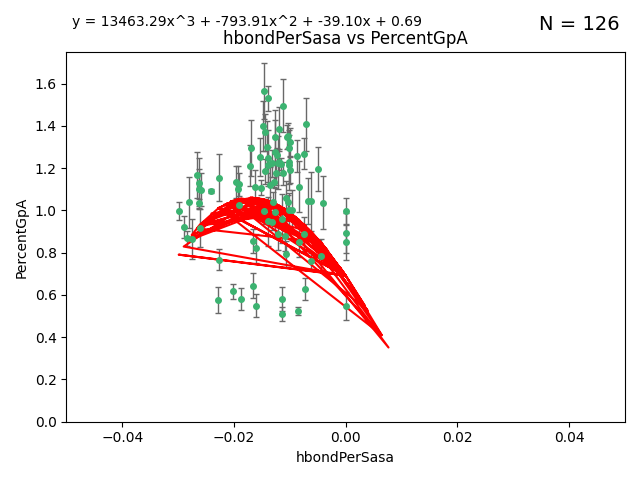 y = 13463.29x^3 + -793.91x^2 + -39.10x + 0.69
N = 126
hbondPerSasa vs PercentGpA
PercentGpA
1.6
1.4
1.2
1.0
0.8
0.6
0.4
0.2
0.0
−0.04
−0.02
0.00
0.02
0.04
hbondPerSasa